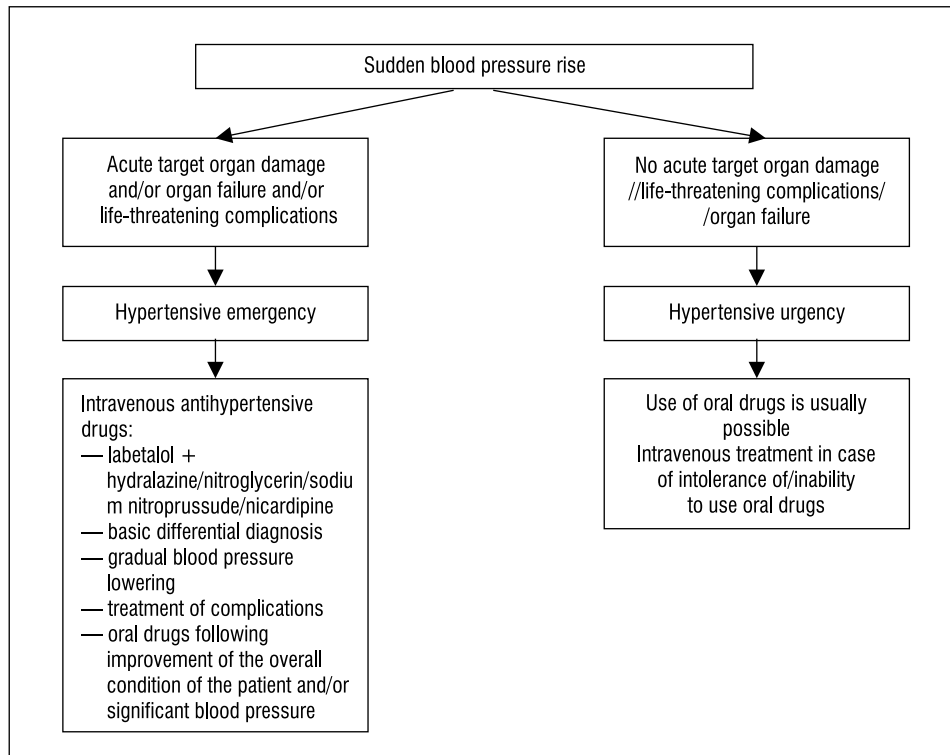 Sudden blood pressure rise
Acute target organ damage
and/or organ failure and/or
life-threatening complications
Hypertensive emergency
Intravenous antihypertensive
drugs:
— labetalol +
hydralazine/nitroglycerin/sodiu
m nitroprussude/nicardipine
— basic differential diagnosis
— gradual blood pressure
lowering
— treatment of complications
— oral drugs following
improvement of the overall
condition of the patient and/or
significant blood pressure
No acute target organ damage
//life-threatening complications/
/organ failure
Hypertensive urgency
Use of oral drugs is usually
possible
Intravenous treatment in case
of intolerance of/inability
to use oral drugs